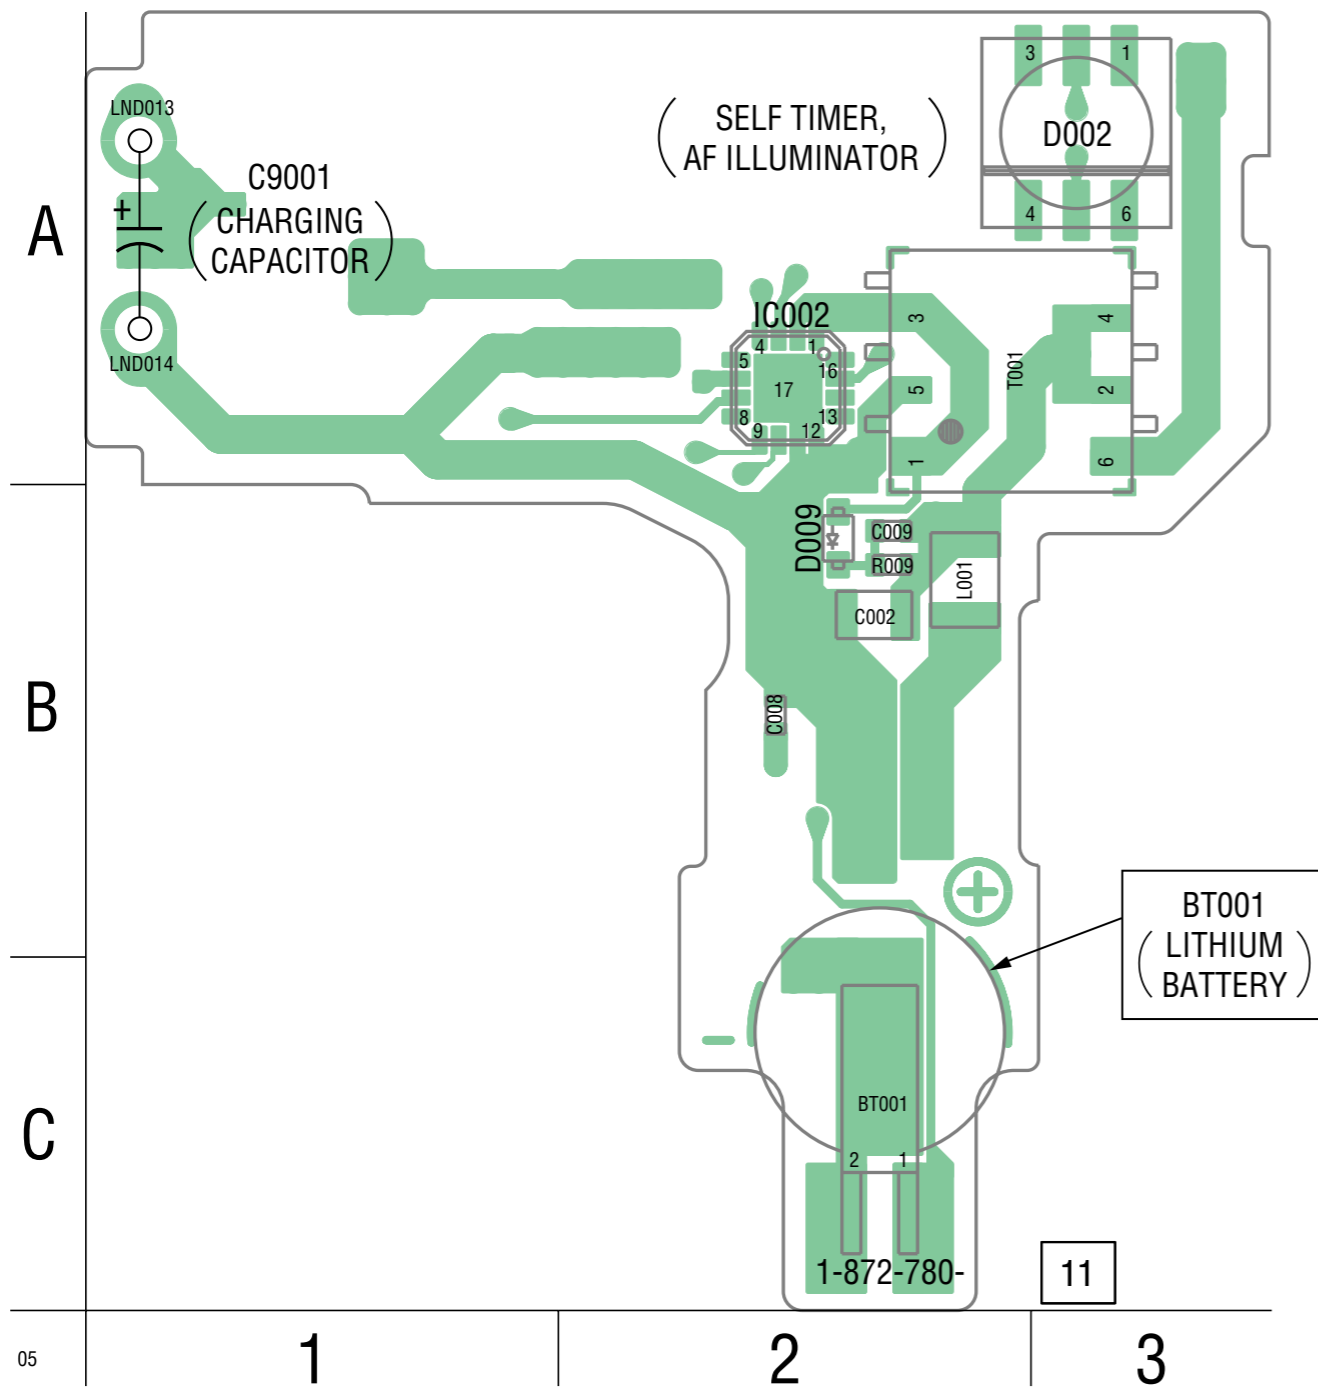 3 1
LND013
SELF TIMER,
AF ILLUMINATOR
D002
C9001
(CHARGING
CAPACITOR)
+
4 6
A
IC002
3 4
LND014
4 1
5 16
T001
17
5 2
8 13
9 12
1 6
D009
C009
R009
L001
C002
B
C008
+
BT001
(LITHIUM
BATTERY)
-
BT001
C
2 1
1-872-780-
11
05
1 2 3